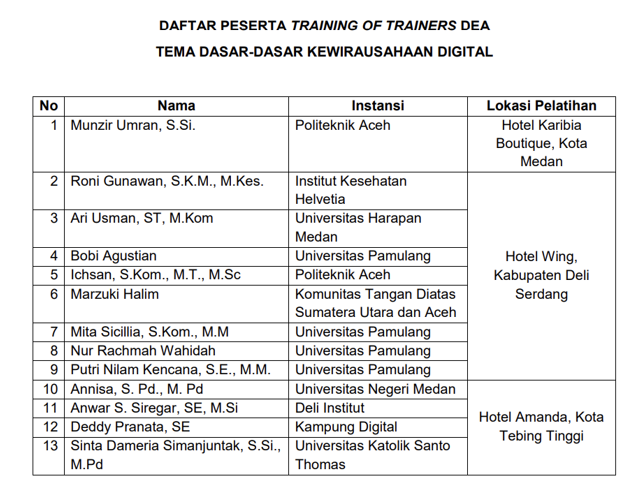 DAFTAR PESERTA TRAINING OF TRAINERS DEA
TEMA DASAR-DASAR KEWIRAUSAHAAN DIGITAL
No Nama Instansi Lokasi Pelatihan
1 Munzir Umran, S.Si. Politeknik Aceh Hotel Karibia
Boutique, Kota
Medan
2 Roni Gunawan, S.K.M., M.Kes. Institut Kesehatan
Helvetia
3 Ari Usman, ST, M.Kom Universitas Harapan
Medan
4 Bobi Agustian Universitas Pamulang Hotel Wing,
5 Ichsan, S.Kom., M.T., M.Sc Politeknik Aceh Kabupaten Deli
6 Marzuki Halim Komunitas Tangan Diatas Serdang
Sumatera Utara dan Aceh
7 Mita Sicillia, S.Kom., M.M Universitas Pamulang
8 Nur Rachmah Wahidah Universitas Pamulang
9 Putri Nilam Kencana, S.E., M.M. Universitas Pamulang
10 Annisa, S. Pd., M. Pd Universitas Negeri Medan
11 Anwar S. Siregar, SE, M.Si Deli Institut Hotel Amanda, Kota
12 Deddy Pranata, SE Kampung Digital Tebing Tinggi
13 Sinta Dameria Simanjuntak, S.Si., Universitas Katolik Santo
M.Pd Thomas